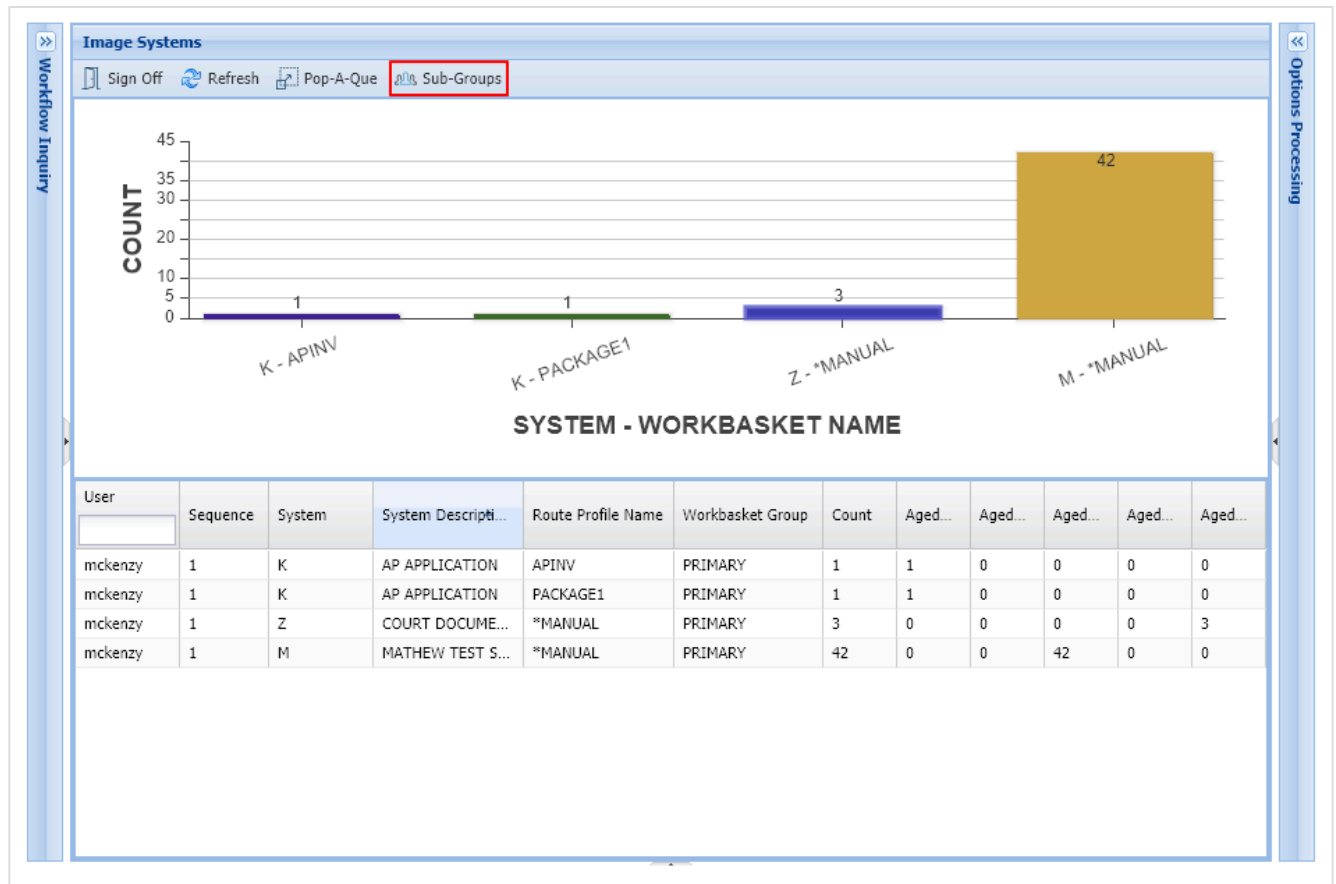 Image Systems
Workflow Inquiry
Options Processing
Sign Off Refresh Pop-A-Que Sub-Groups
45
35
30
20
10
5
0
COUNT
1 1 3 42
K - APINV K - PACKAGE1 Z - *MANUAL M - *MANUAL
SYSTEM - WORKBASKET NAME
User Sequence System System Descripti... Route Profile Name Workbasket Group Count Aged... Aged... Aged... Aged... Aged...
mckenzy 1 K AP APPLICATION APINV PRIMARY 1 1 0 0 0 0
mckenzy 1 K AP APPLICATION PACKAGE1 PRIMARY 1 1 0 0 0 0
mckenzy 1 Z COURT DOCUME... *MANUAL PRIMARY 3 0 0 0 0 3
mckenzy 1 M MATHEW TEST S... *MANUAL PRIMARY 42 0 0 42 0 0